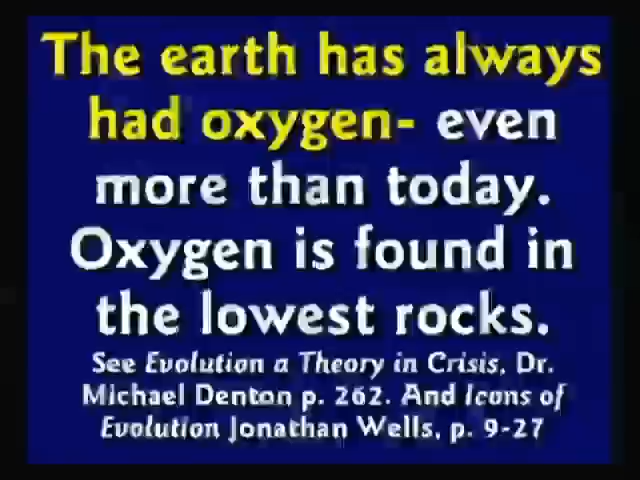 The earth has always
had oxygen- even
more than today.
Oxygen is found in
the lowest rocks.
See Evolution a Theory in Crisis, Dr.
Michael Denton p. 262. And Icons of
Evolution Jonathan Wells, p. 9-27